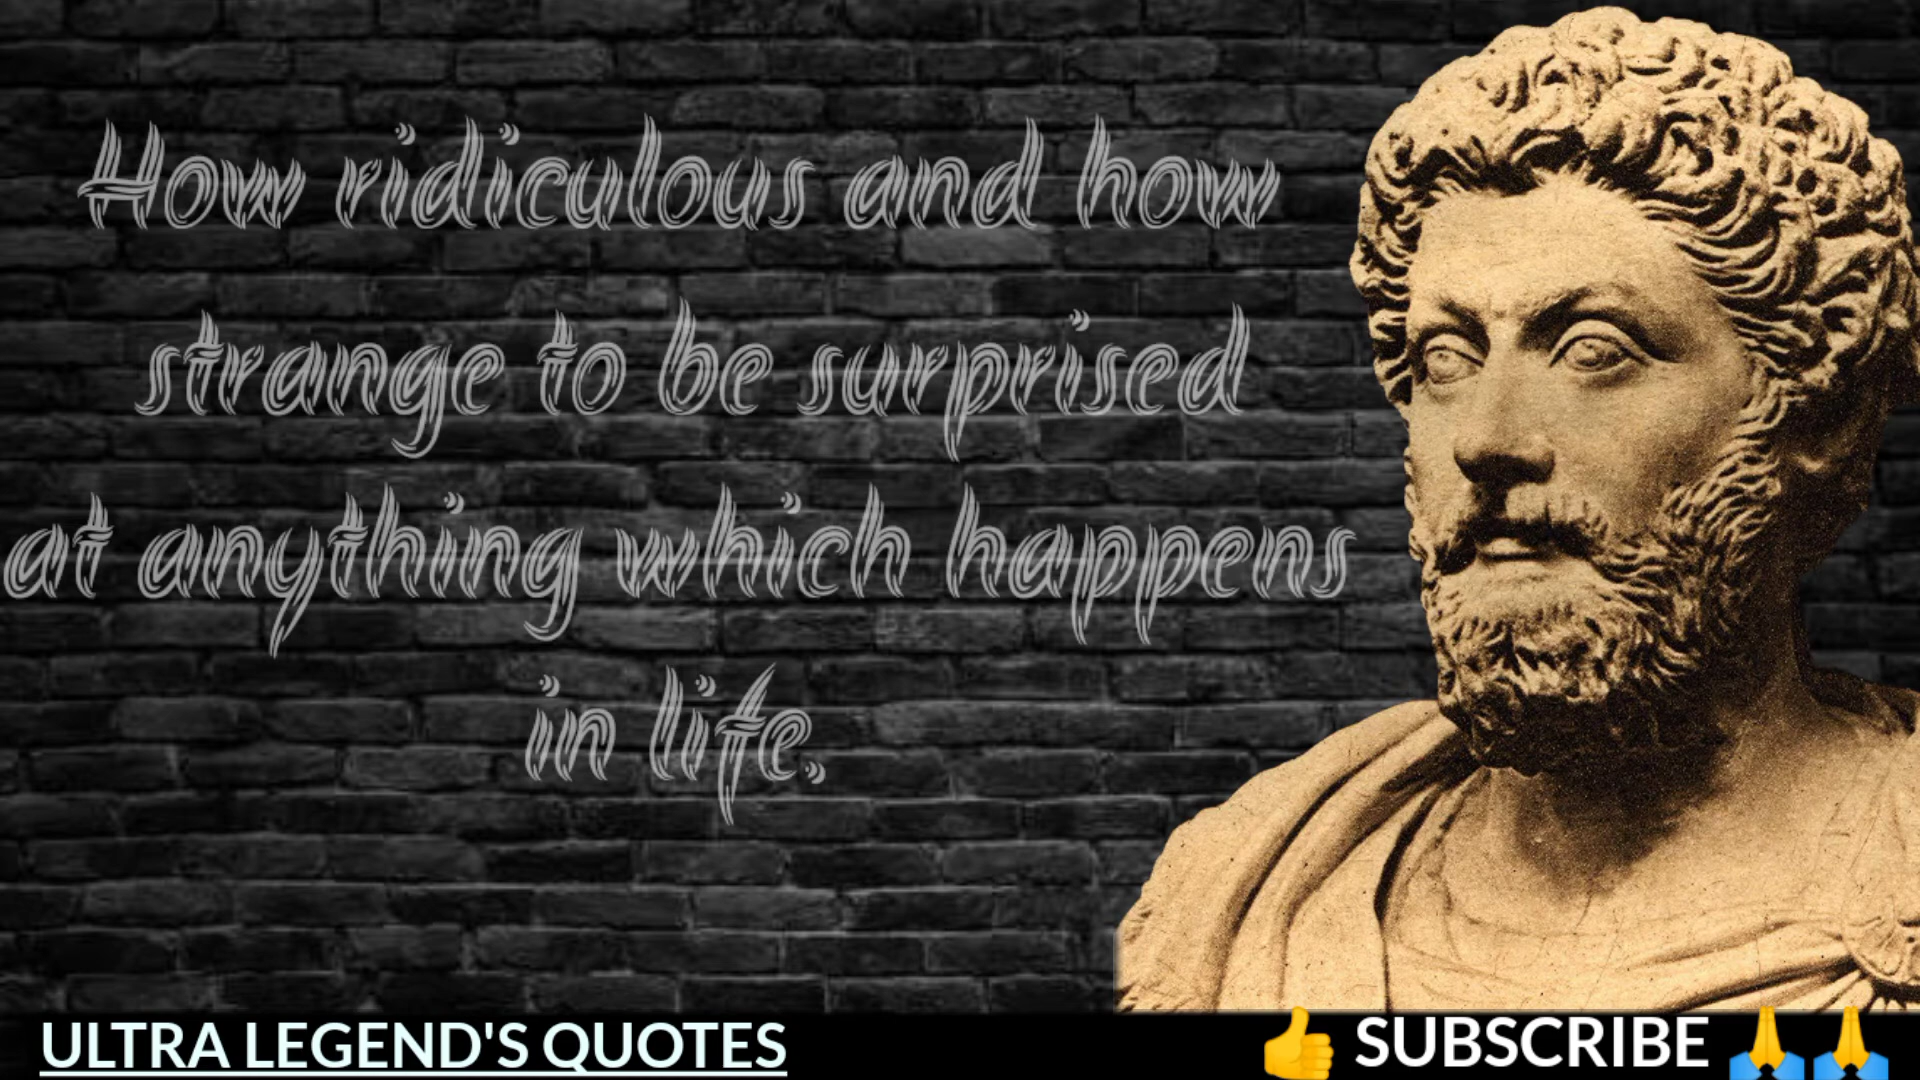 How ridiculous and how
strange to be surprised
at anything which happens
in life.
ULTRA LEGEND'S QUOTES
👍 SUBSCRIBE 🙏🙏